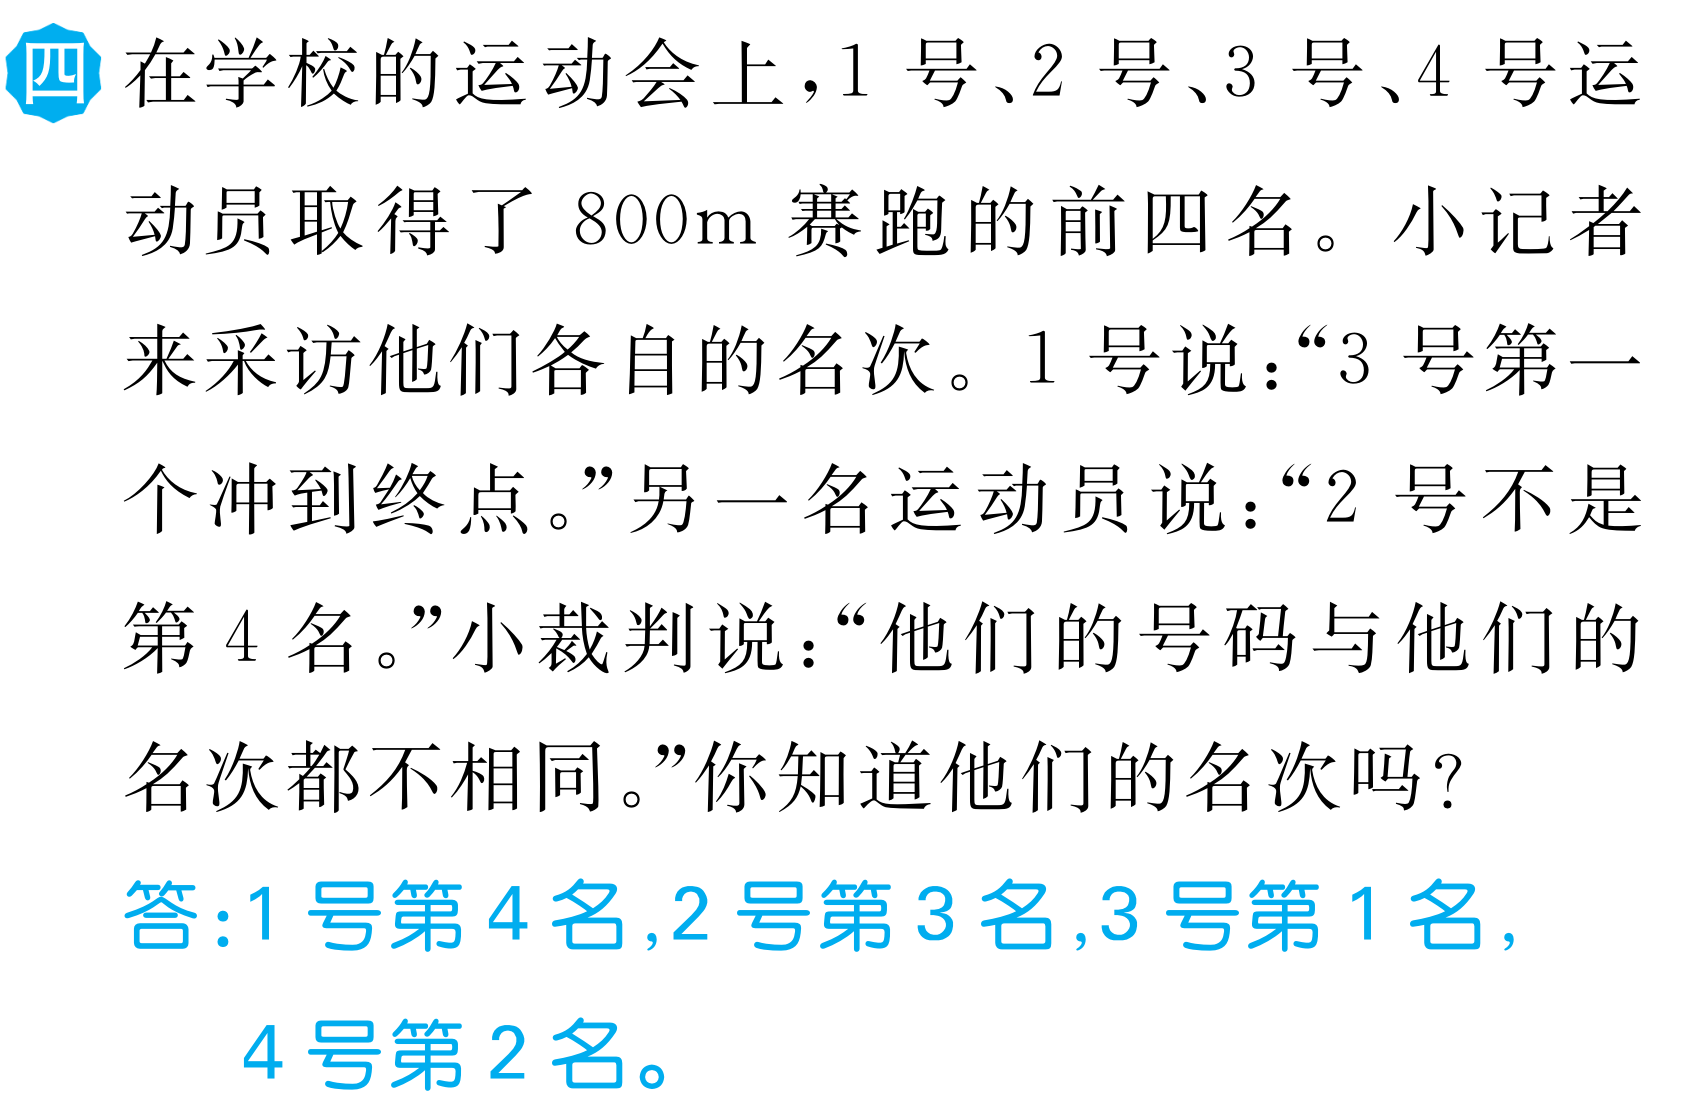 四 在学校的运动会上,1 号、2 号、3 号、4 号运
动员取得了 800m 赛跑的前四名。小记者
来采访他们各自的名次。1 号说:“3 号第一
个冲到终点。”另一名运动员说:“2 号不是
第 4 名。”小裁判说:“他们的号码与他们的
名次都不相同。”你知道他们的名次吗?
答:1 号第 4 名,2 号第 3 名,3 号第 1 名,
4 号第 2 名。